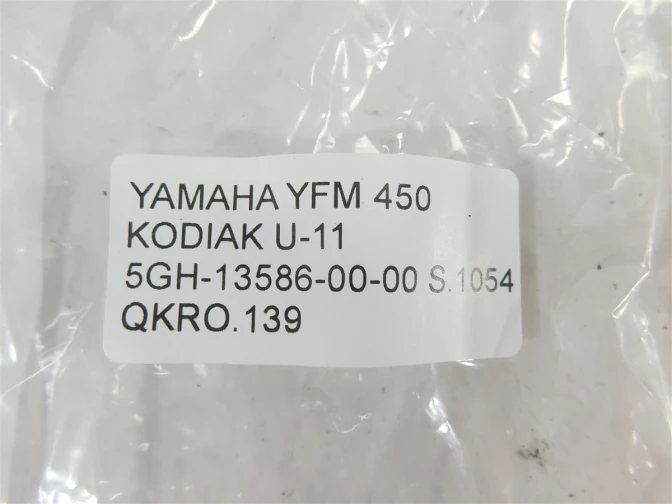 YAMAHA YFM 450
KODIAK U-11
5GH-13586-00-00 S.1054
QKRO.139